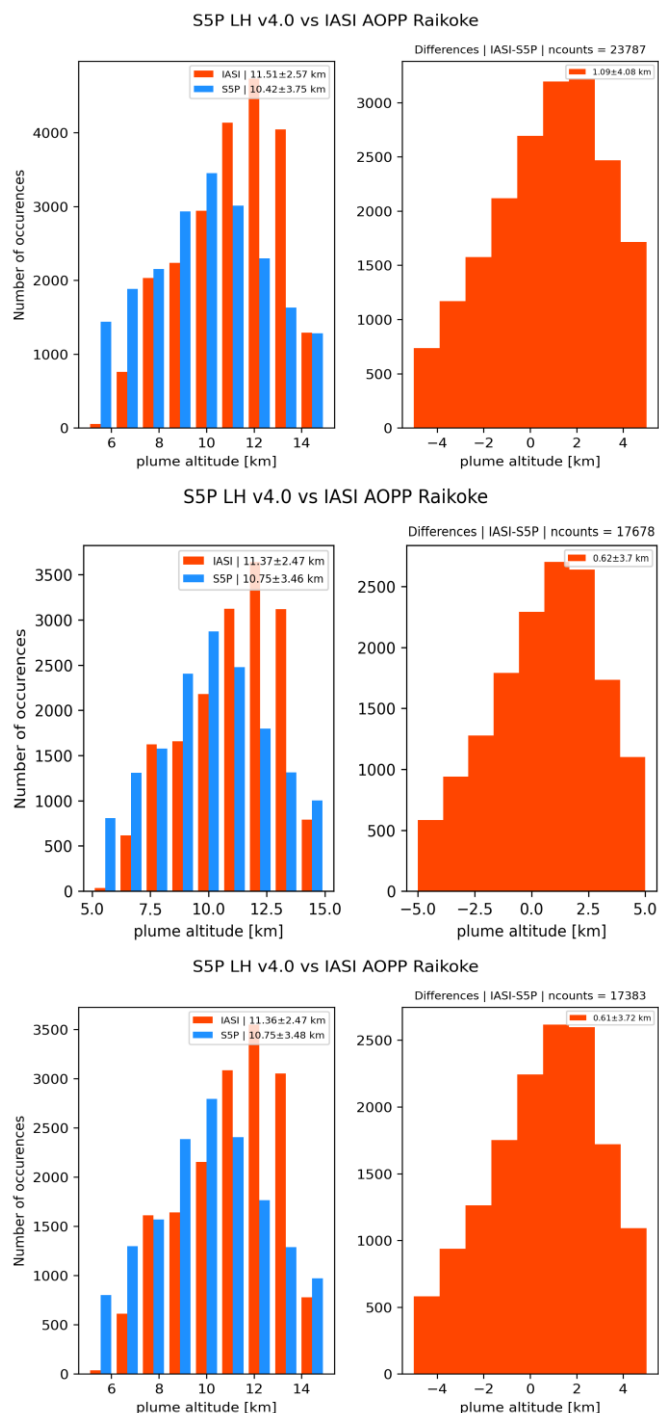 S5P LH v4.0 vs IASI AOPP Raikoke
Differences | IASI-S5P | ncounts = 23787
IASI | 11.51±2.57 km
S5P | 10.42±3.75 km
1.09±4.08 km
Number of occurences
4000
3000
2000
1000
0
6 8 10 12 14
plume altitude [km]
3000
2500
2000
1500
1000
500
0
−4 −2 0 2 4
plume altitude [km]
S5P LH v4.0 vs IASI AOPP Raikoke
Differences | IASI-S5P | ncounts = 17678
IASI | 11.37±2.47 km
S5P | 10.75±3.46 km
0.62±3.7 km
Number of occurences
3500
3000
2500
2000
1500
1000
500
0
5.0 7.5 10.0 12.5 15.0
plume altitude [km]
2500
2000
1500
1000
500
0
−5.0 −2.5 0.0 2.5 5.0
plume altitude [km]
S5P LH v4.0 vs IASI AOPP Raikoke
Differences | IASI-S5P | ncounts = 17383
IASI | 11.36±2.47 km
S5P | 10.75±3.48 km
0.61±3.72 km
Number of occurences
3500
3000
2500
2000
1500
1000
500
0
6 8 10 12 14
plume altitude [km]
2500
2000
1500
1000
500
0
−4 −2 0 2 4
plume altitude [km]